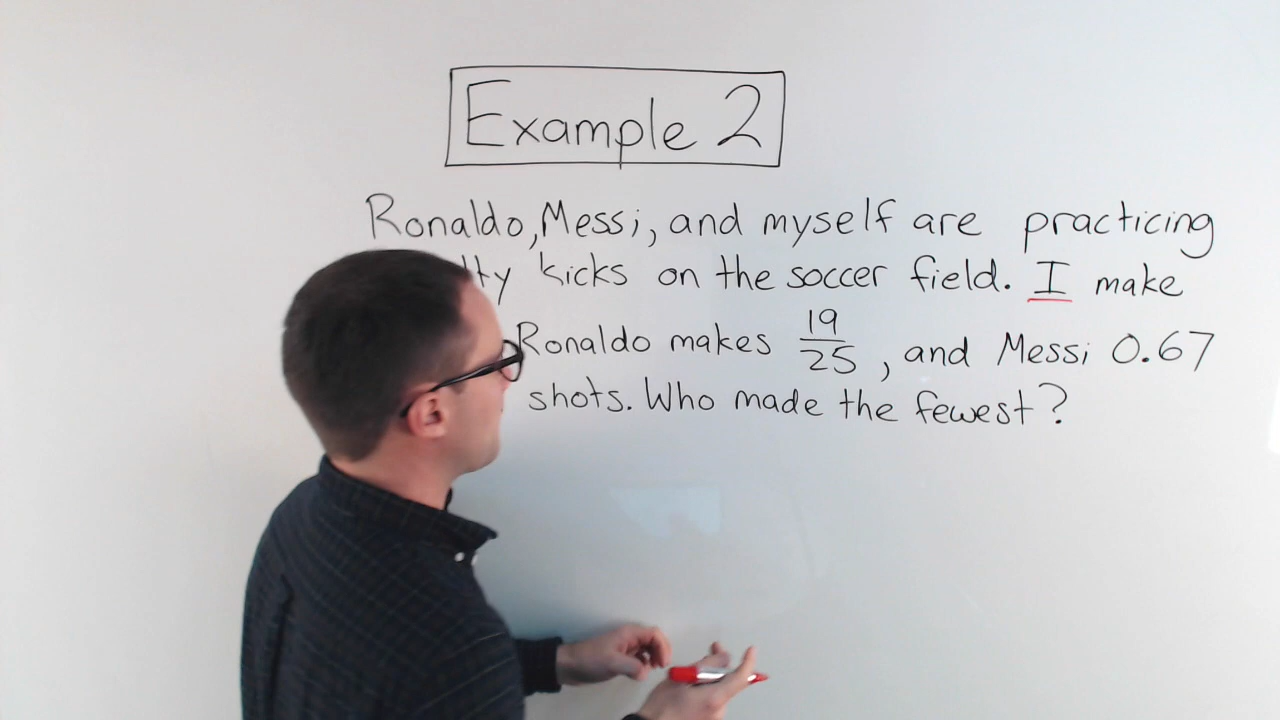 Example 2
Ronaldo, Messi, and myself are practicing
kicks on the soccer field. I make
Ronaldo makes 19/25, and Messi 0.67
shots. Who made the fewest?